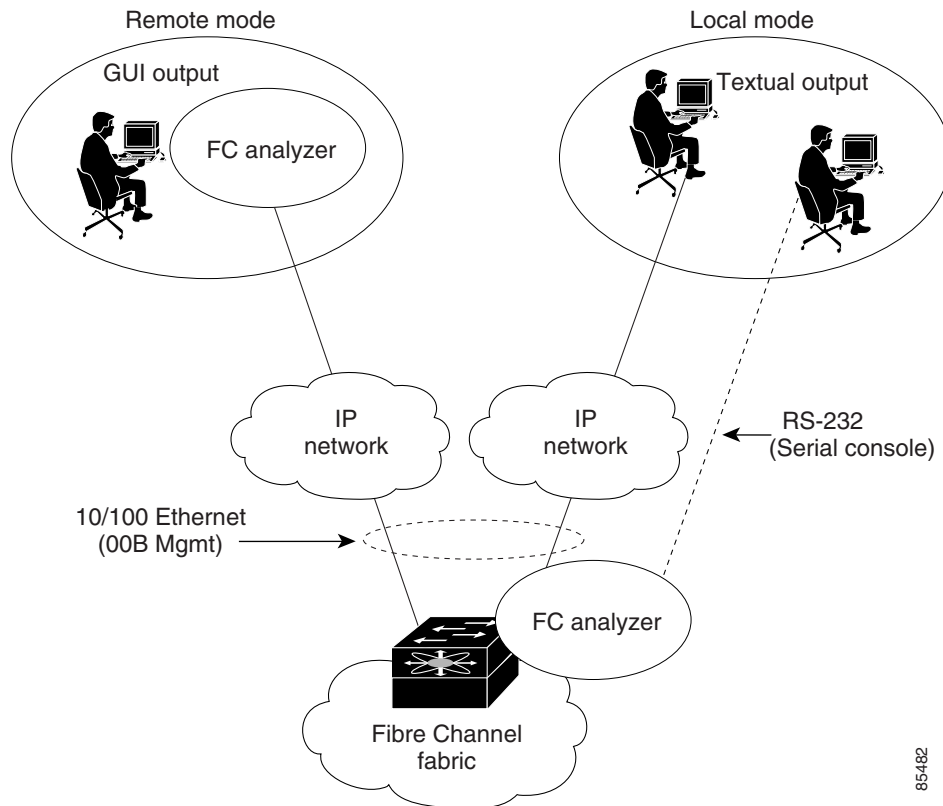 Remote mode
Local mode
GUI output
Textual output
FC analyzer
IP
network
IP
network
RS-232
(Serial console)
10/100 Ethernet
(00B Mgmt)
FC analyzer
Fibre Channel
fabric
85482